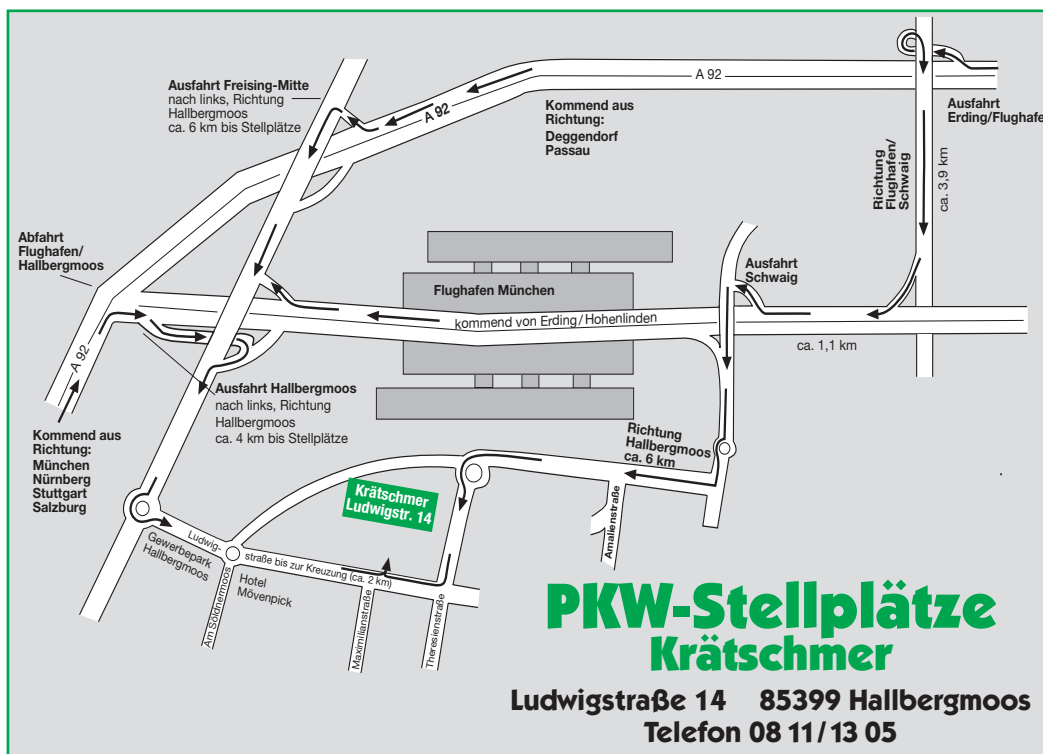 Ausfahrt Freising-Mitte
nach links, Richtung
Hallbergmoos
ca. 6 km bis Stellplätze
A 92
A 92
Kommend aus
Richtung:
Deggendorf
Passau
Ausfahrt
Erding/Flughafe
Richtung
Flughafen/
Schwaig
ca. 3,9 km
Abfahrt
Flughafen/
Hallbergmoos
Ausfahrt
Schwaig
Flughafen München
kommend von Erding/Hohenlinden
ca. 1,1 km
A 92
Ausfahrt Hallbergmoos
nach links, Richtung
Hallbergmoos
ca. 4 km bis Stellplätze
Kommend aus
Richtung:
München
Nürnberg
Stuttgart
Salzburg
Richtung
Hallbergmoos
ca. 6 km
Krätschmer
Ludwigstr. 14
Amalienstraße
Gewerbepark
Hallbergmoos
Ludwig-
straße bis zur Kreuzung (ca. 2 km)
Hotel
Mövenpick
Am Söldnermoos
Maximilianstraße
Theresienstraße
PKW-Stellplätze
Krätschmer
Ludwigstraße 14 85399 Hallbergmoos
Telefon 08 11/13 05